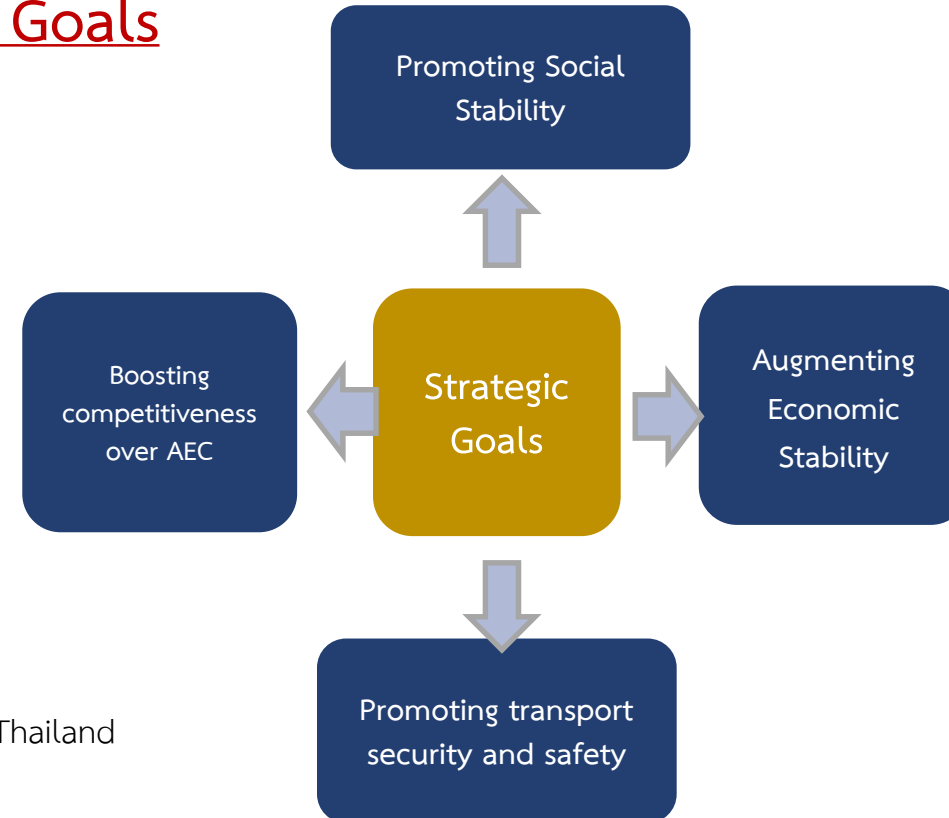 Goals
Promoting Social
Stability
Boosting
competitiveness
over AEC
Strategic
Goals
Augmenting
Economic
Stability
Promoting transport
security and safety
Thailand